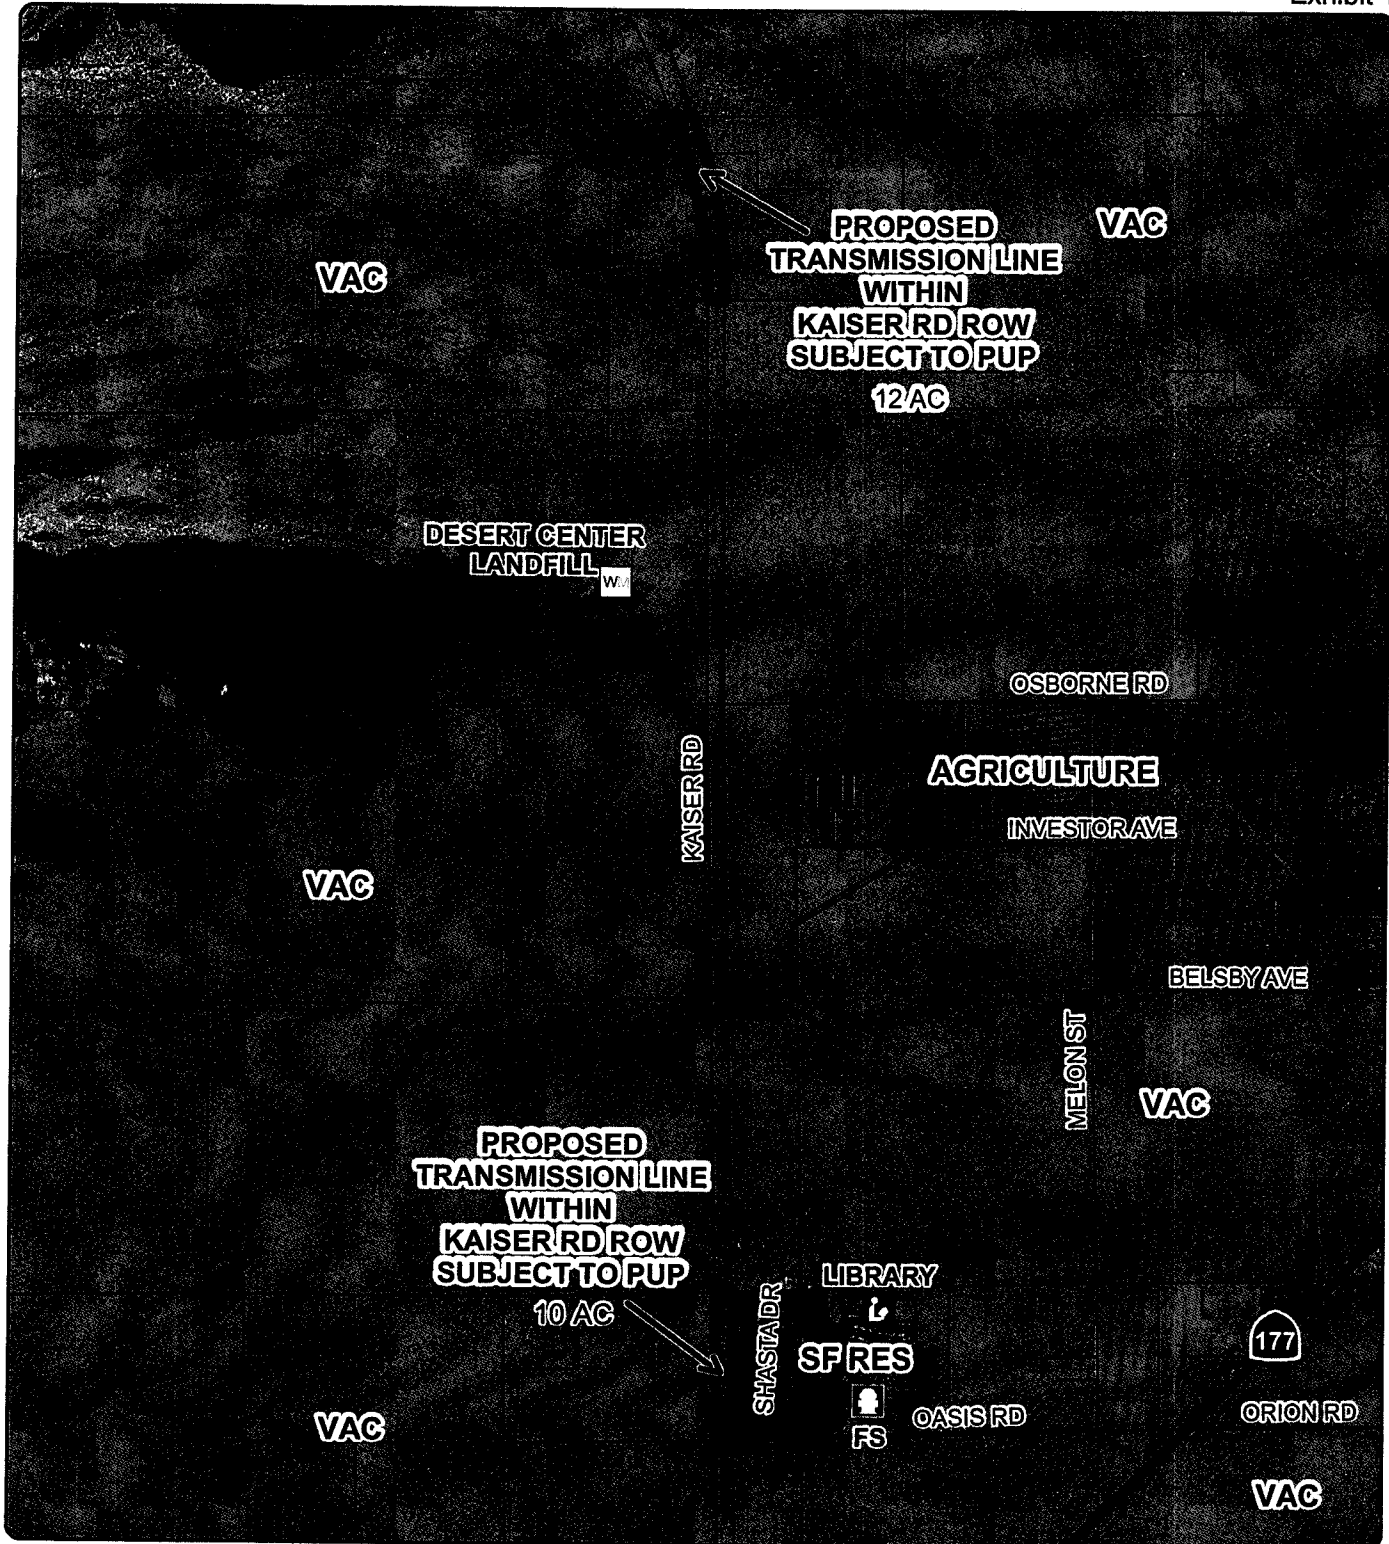 Exhibit
VAC
PROPOSED
TRANSMISSION LINE
WITHIN
KAISER RD ROW
SUBJECT TO PUP
12 AC
VAC
DESERT CENTER
LANDFILL
WM
OSBORNE RD
KAISER RD
AGRICULTURE
INVESTOR AVE
VAC
BELSBY AVE
MELON ST
VAC
PROPOSED
TRANSMISSION LINE
WITHIN
KAISER RD ROW
SUBJECT TO PUP
10 AC
LIBRARY
SHASTA DR
SF RES
177
OASIS RD
FS
ORION RD
VAC
VAC